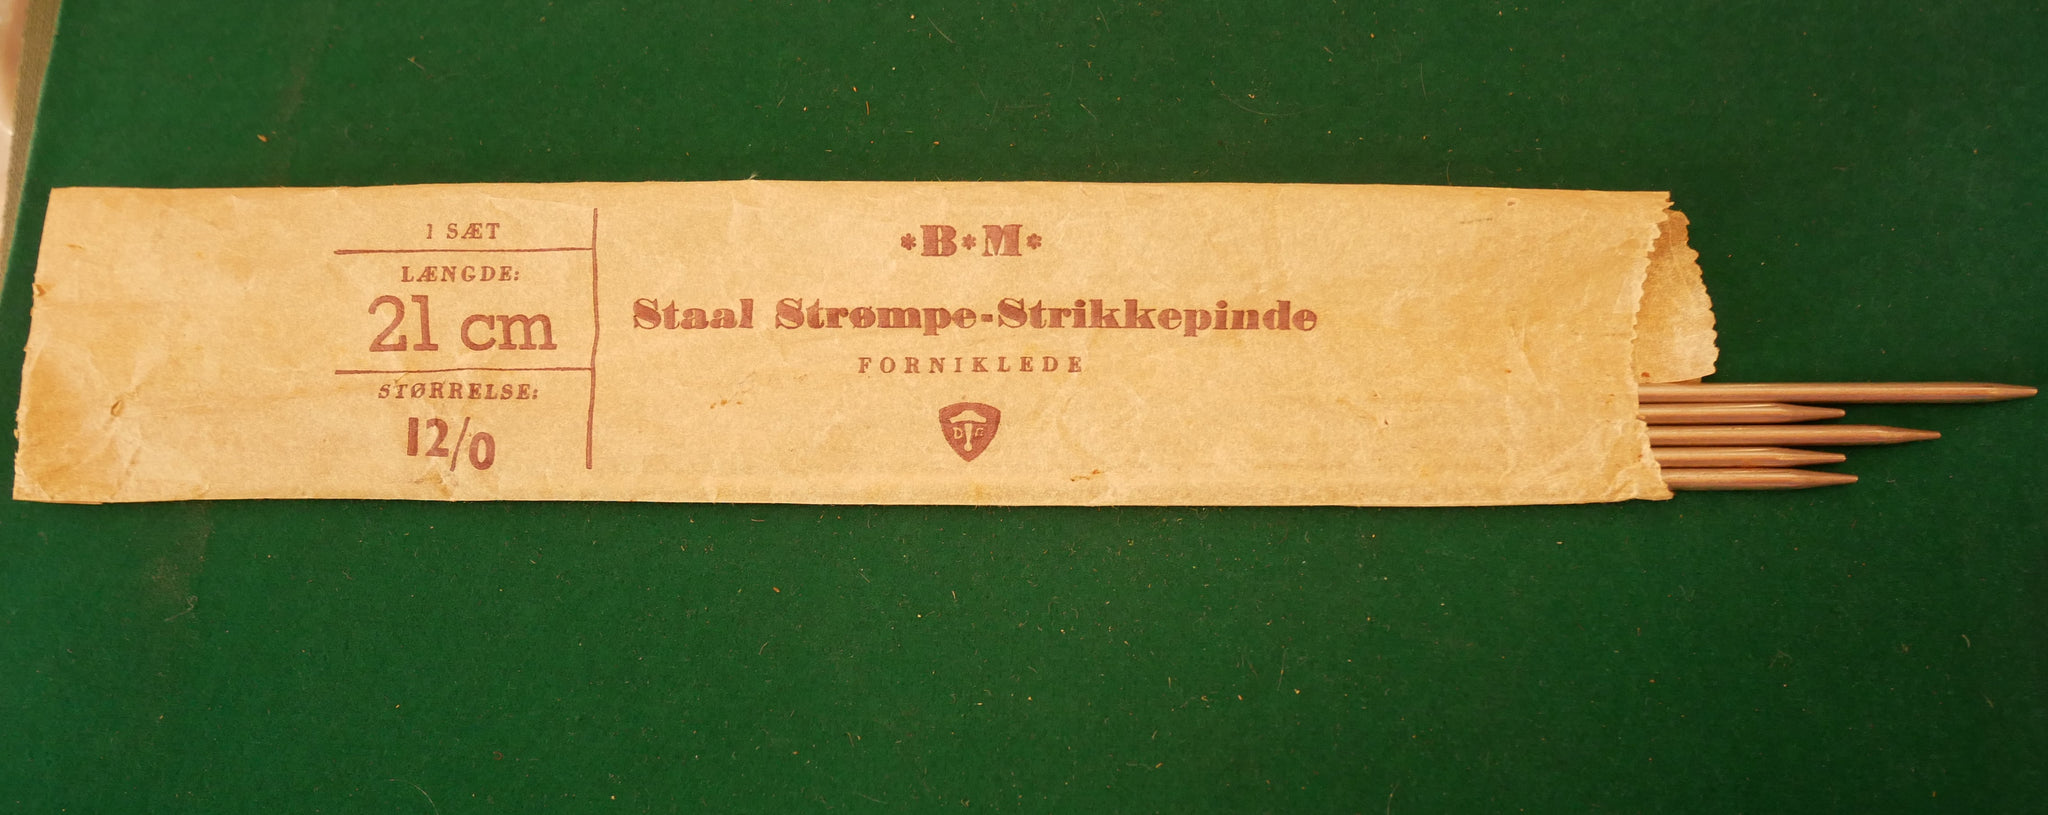 1 SÆT
LÆNGDE:
21 cm
STØRRELSE:
12/0
*B*M*
Staal Strømpe-Strikkepinde
FORNIKLEDE